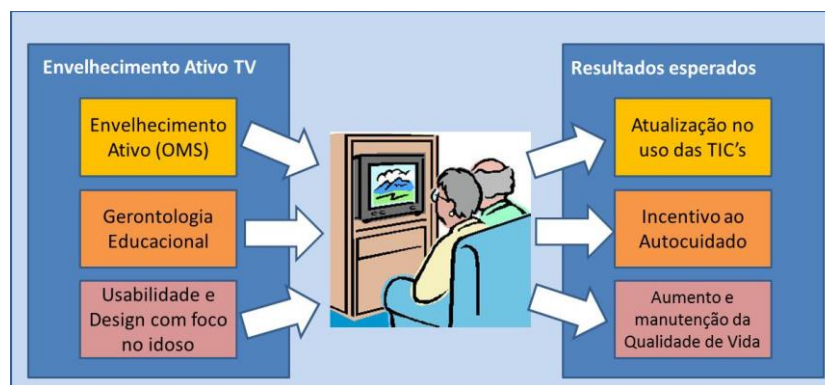 Envelhecimento Ativo TV
Envelhecimento
Ativo (OMS)
Gerontologia
Educacional
Usabilidade e
Design com foco
no idoso
Resultados esperados
Atualização no
uso das TIC's
Incentivo ao
Autocuidado
Aumento e
manutenção da
Qualidade de Vida